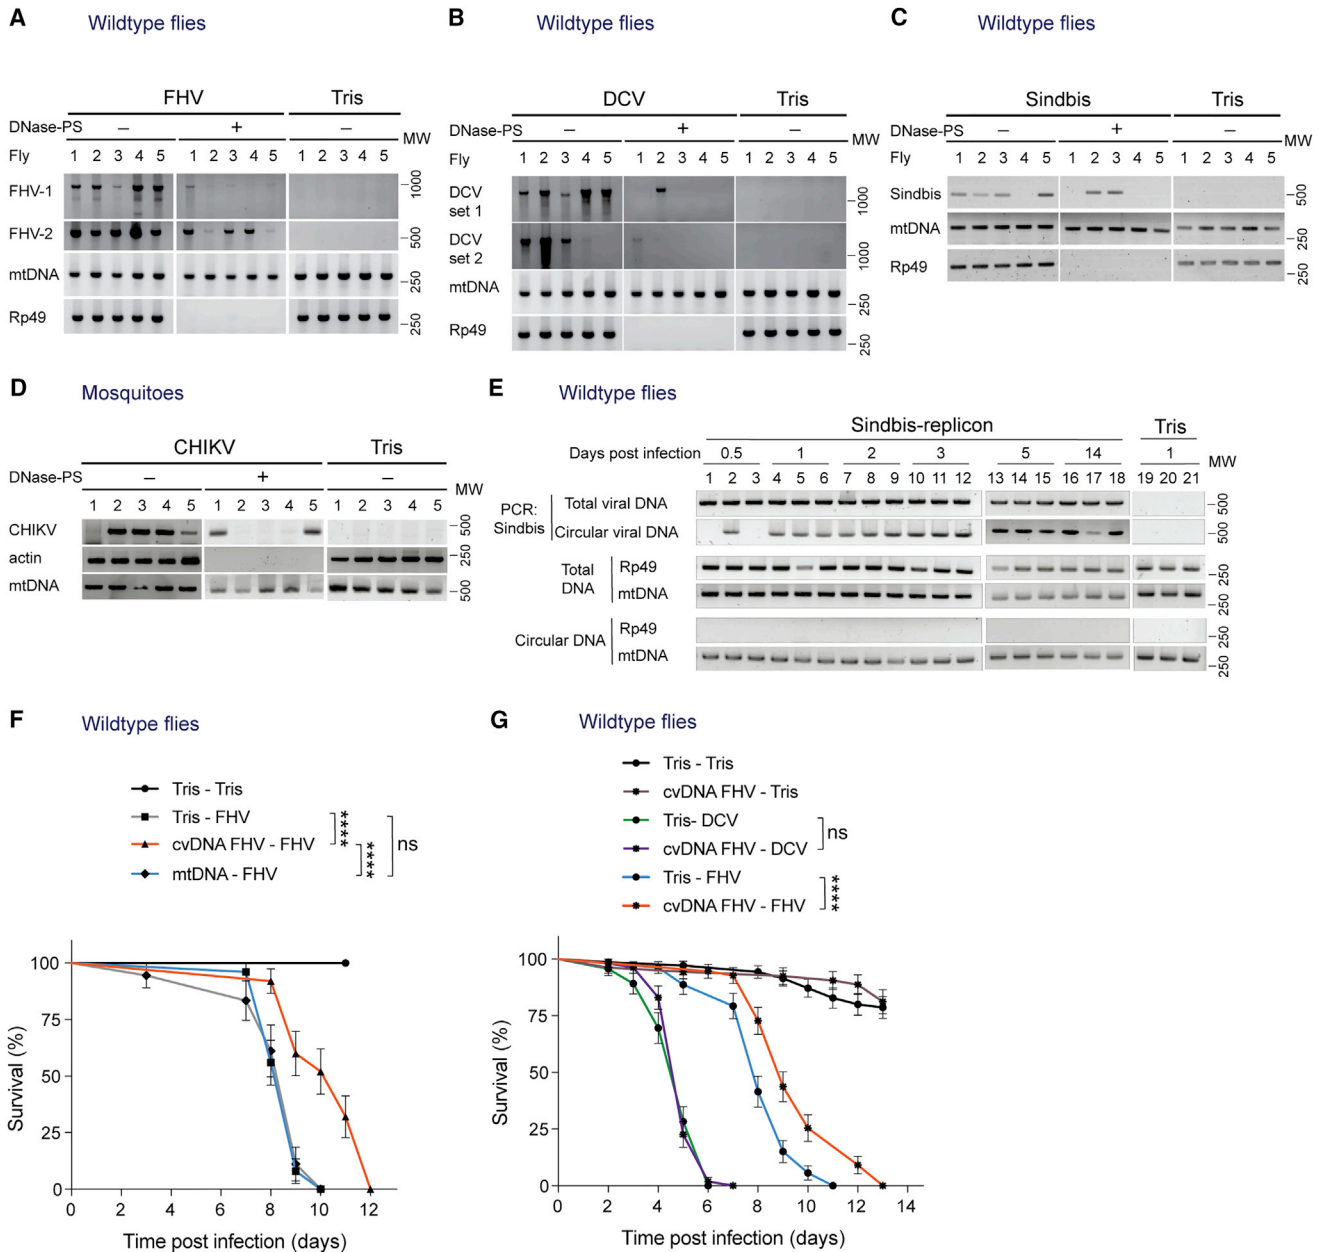 A Wildtype flies
FHV Tris
DNase-PS – + – MW
Fly 1 2 3 4 5 1 2 3 4 5 1 2 3 4 5
FHV-1 1000
FHV-2 500
mtDNA 250
Rp49 250
B Wildtype flies
DCV Tris
DNase-PS – + – MW
Fly 1 2 3 4 5 1 2 3 4 5 1 2 3 4 5
DCV set 1 1000
DCV set 2 1000
mtDNA 250
Rp49 250
C Wildtype flies
Sindbis Tris
DNase-PS – + – MW
Fly 1 2 3 4 5 1 2 3 4 5 1 2 3 4 5
Sindbis 500
mtDNA 250
Rp49 250
D Mosquitoes
CHIKV Tris
DNase-PS – + – MW
1 2 3 4 5 1 2 3 4 5 1 2 3 4 5
CHIKV 500
actin 250
mtDNA 500
E Wildtype flies
Sindbis-replicon Tris
Days post infection 0.5 1 2 3 5 14 1 MW
1 2 3 4 5 6 7 8 9 10 11 12 13 14 15 16 17 18 19 20 21
PCR: Sindbis
Total viral DNA 500
Circular viral DNA 500
Total DNA
Rp49 250
mtDNA 250
Circular DNA
Rp49 250
mtDNA 250
F Wildtype flies
Tris - Tris
Tris - FHV
cvDNA FHV - FHV
mtDNA - FHV
**** **** ns
Survival (%)
100
75
50
25
0
0 2 4 6 8 10 12
Time post infection (days)
G Wildtype flies
Tris - Tris
cvDNA FHV - Tris
Tris- DCV
cvDNA FHV - DCV
ns
Tris - FHV
cvDNA FHV - FHV
****
Survival (%)
100
75
50
25
0
0 2 4 6 8 10 12 14
Time post infection (days)